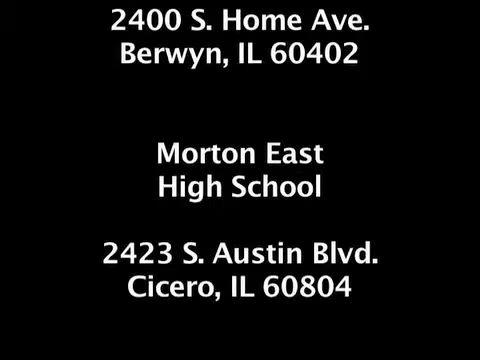 2400 S. Home Ave.
Berwyn, IL 60402
Morton East
High School
2423 S. Austin Blvd.
Cicero, IL 60804